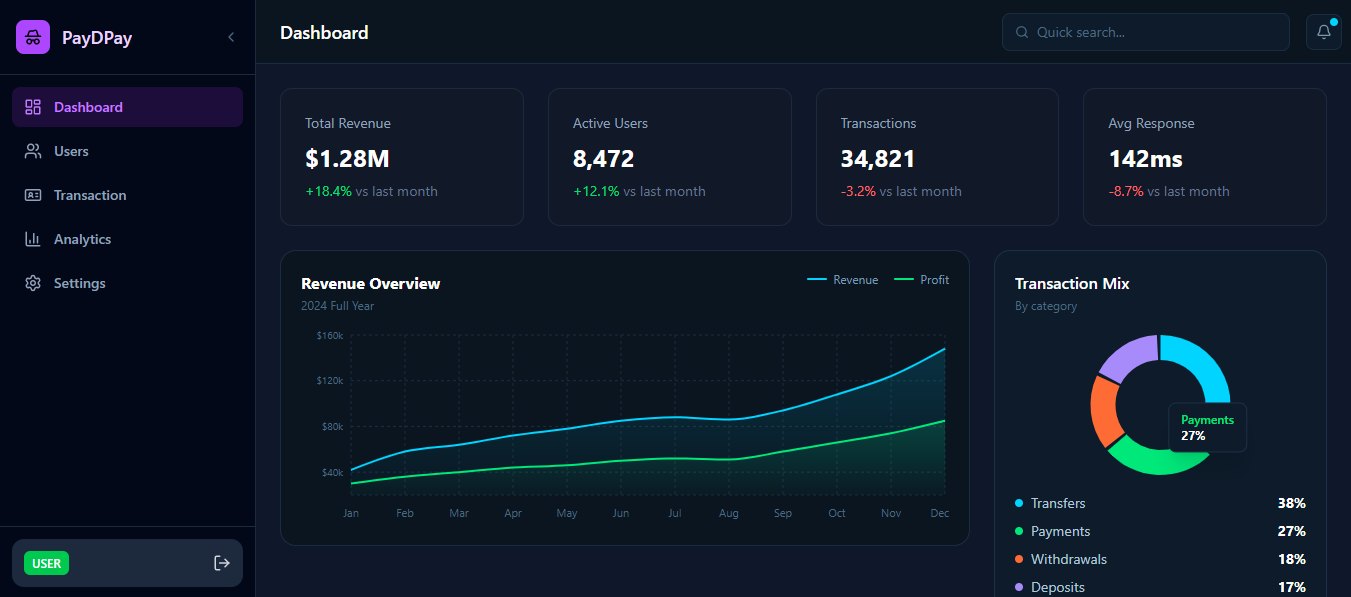 PayDPay
Dashboard
Users
Transaction
Analytics
Settings
USER
Dashboard
Quick search...
Total Revenue
$1.28M
+18.4% vs last month
Active Users
8,472
+12.1% vs last month
Transactions
34,821
-3.2% vs last month
Avg Response
142ms
-8.7% vs last month
Revenue Overview
2024 Full Year
Revenue Profit
$160k
$120k
$80k
$40k
Jan Feb Mar Apr May Jun Jul Aug Sep Oct Nov Dec
Transaction Mix
By category
Payments
27%
Transfers 38%
Payments 27%
Withdrawals 18%
Deposits 17%